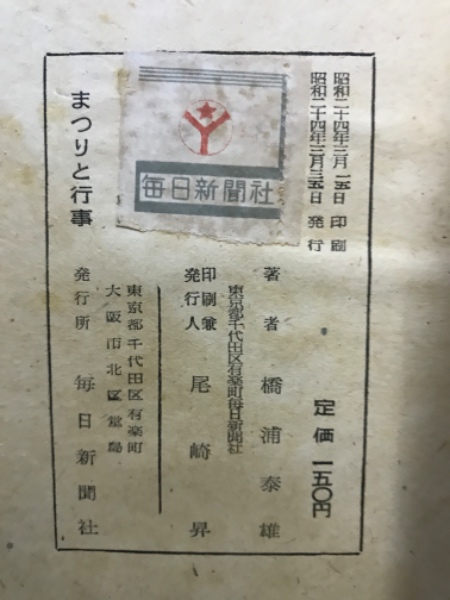 昭和二十四年三月一五日 印刷
昭和二十四年三月二五日 発行
定価 一五〇円
著者 橋浦泰雄
東京都千代田区有楽町毎日新聞社
印刷兼発行人 尾崎昇
東京都千代田区有楽町
大阪市北区堂島
発行所 毎日新聞社
まつりと行事
毎日新聞社